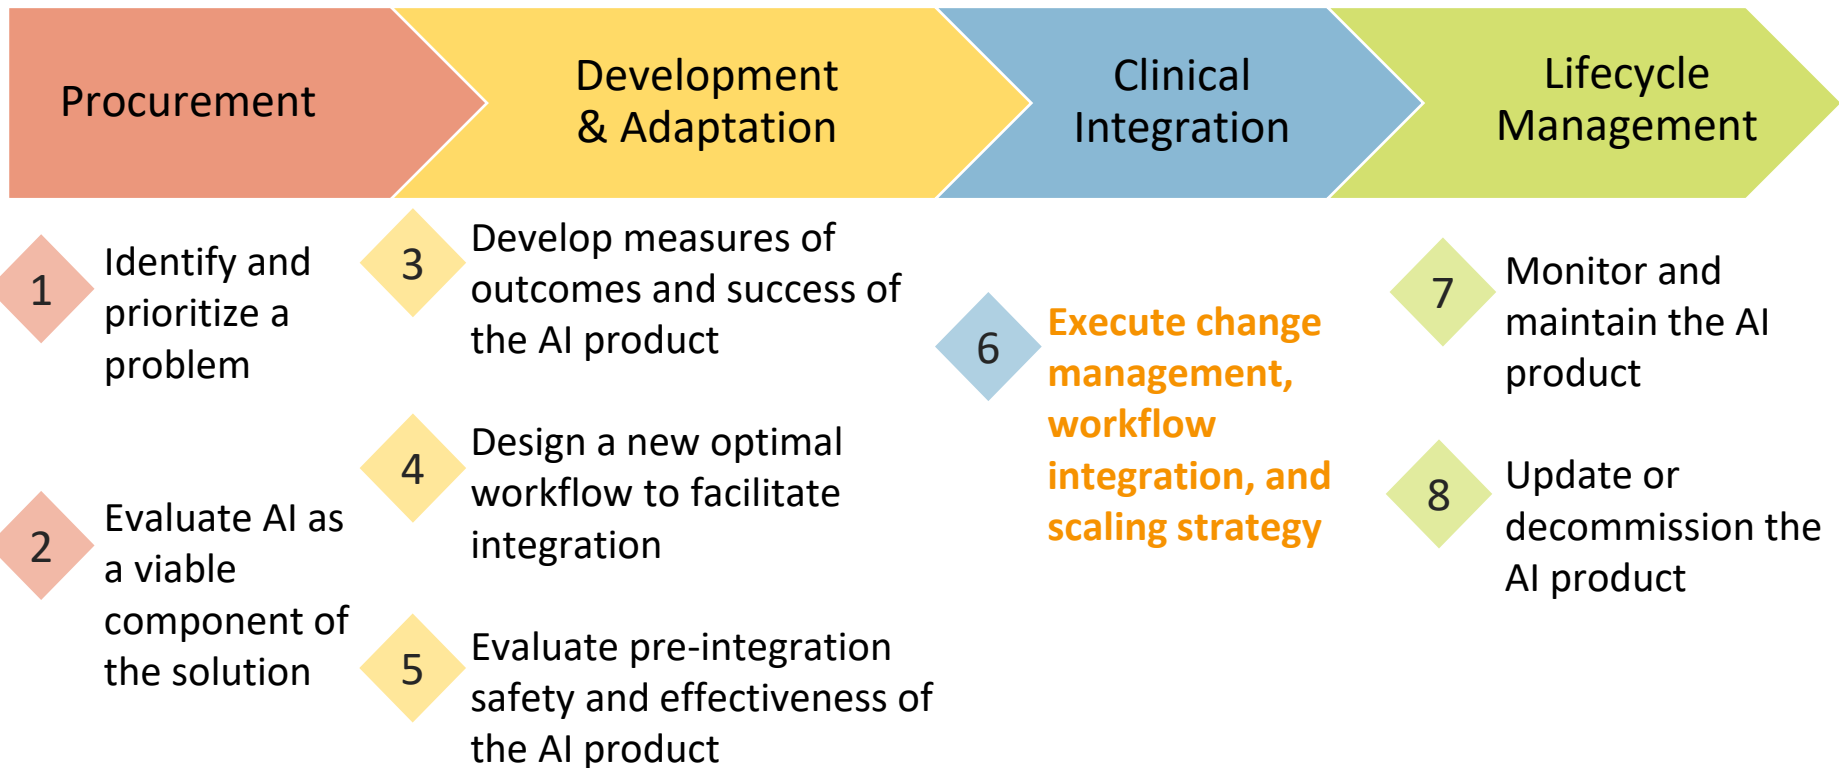 Procurement
Development
& Adaptation
Clinical
Integration
Lifecycle
Management
1
Identify and
prioritize a
problem
2
Evaluate AI as
a viable
component of
the solution
3
Develop measures of
outcomes and success of
the AI product
4
Design a new optimal
workflow to facilitate
integration
5
Evaluate pre-integration
safety and effectiveness of
the AI product
6
Execute change
management,
workflow
integration, and
scaling strategy
7
Monitor and
maintain the AI
product
8
Update or
decommission the
AI product